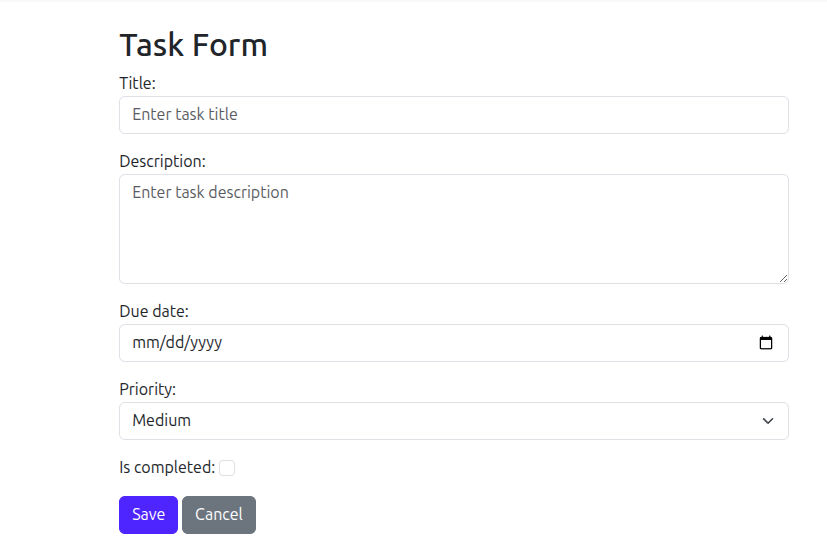 Task Form
Title:
Enter task title
Description:
Enter task description
Due date:
mm/dd/yyyy
Priority:
Medium
Is completed:
Save Cancel